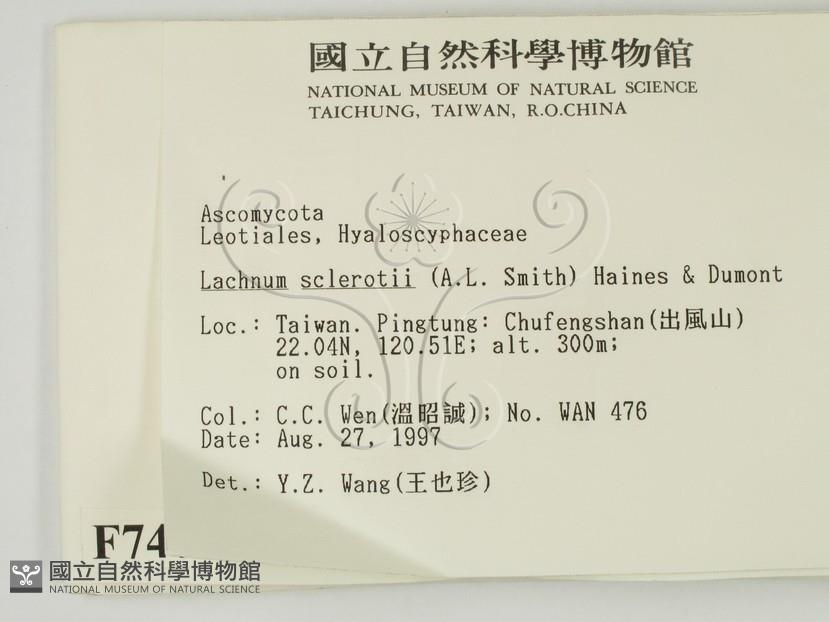 國立自然科學博物館
NATIONAL MUSEUM OF NATURAL SCIENCE
TAICHUNG, TAIWAN, R.O.CHINA
Ascomycota
Leotiales, Hyaloscyphaceae
Lachnum sclerotii (A.L. Smith) Haines & Dumont
Loc.: Taiwan. Pingtung: Chufengshan(出風山)
22.04N, 120.51E; alt. 300m;
on soil.
Col.: C.C. Wen(溫昭誠); No. WAN 476
Date: Aug. 27, 1997
Det.: Y.Z. Wang(王也珍)
F74
國立自然科學博物館
NATIONAL MUSEUM OF NATURAL SCIENCE